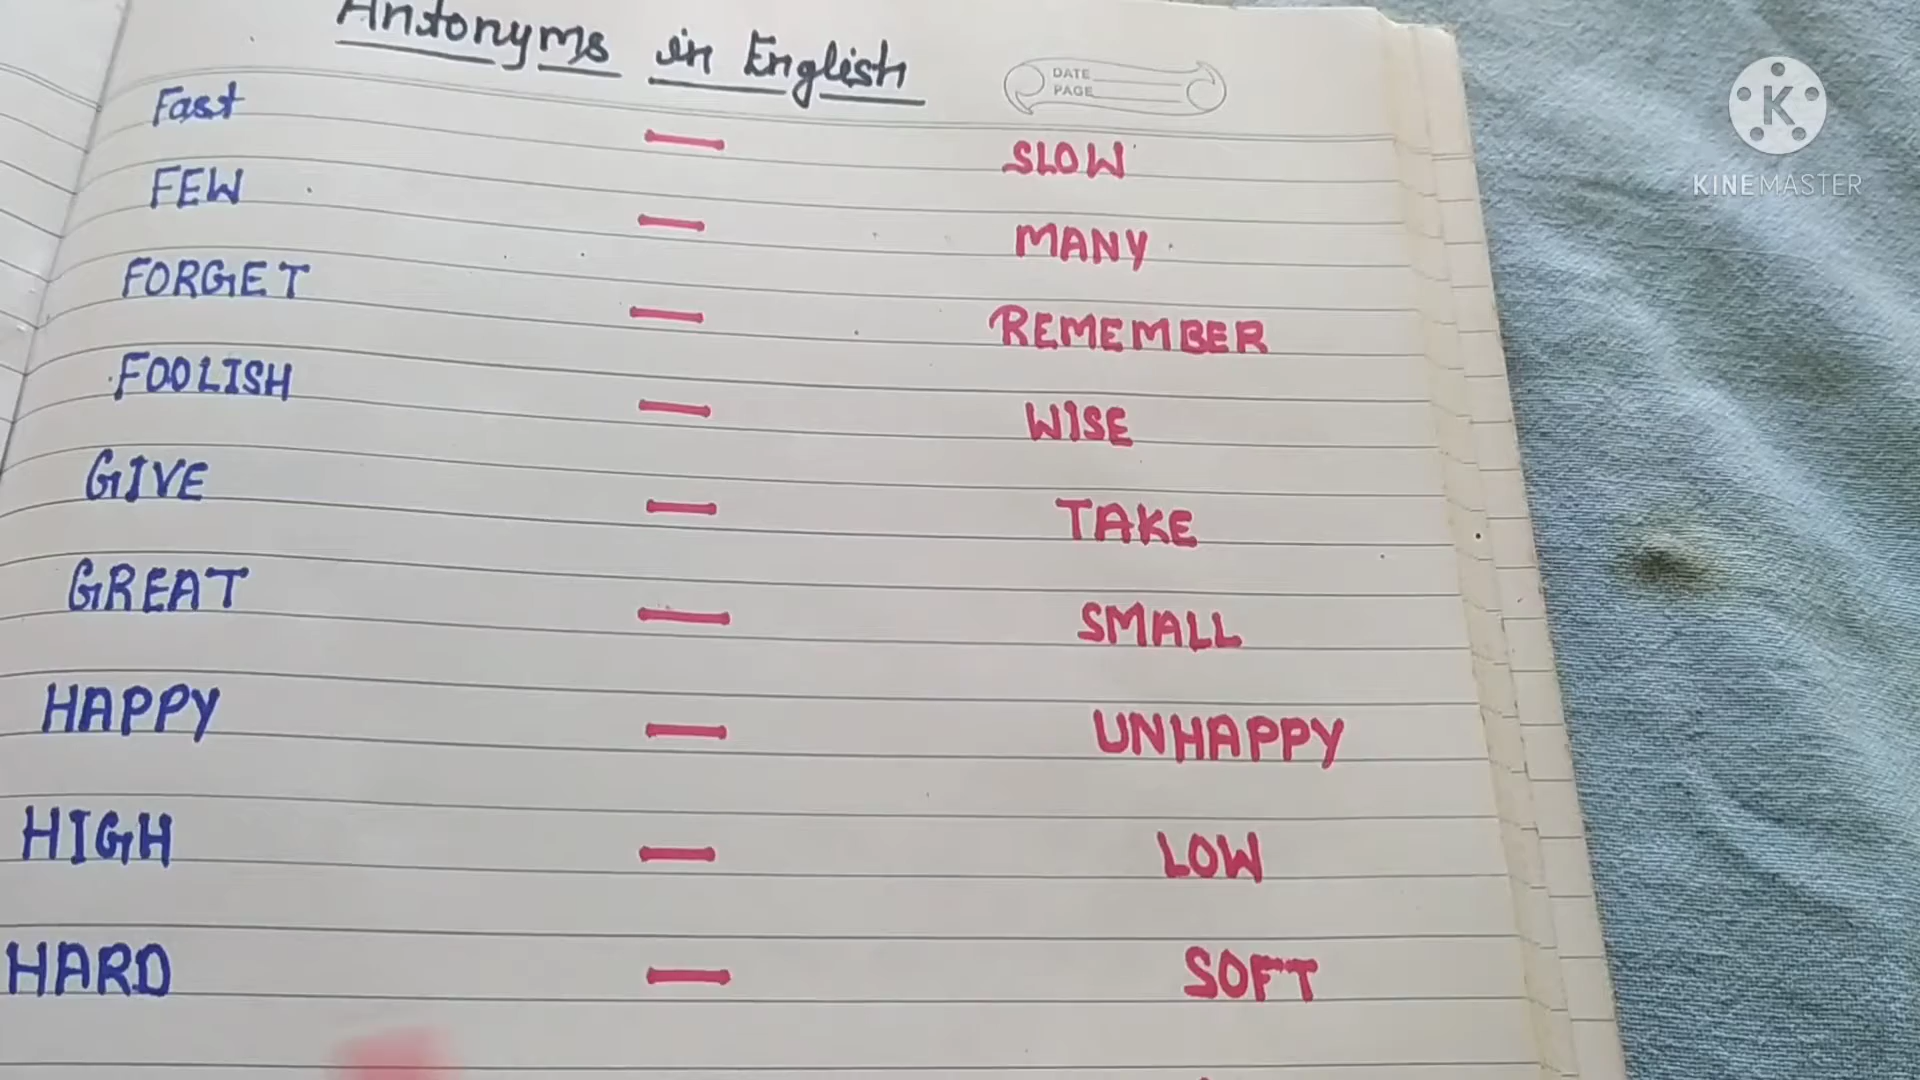 Antonyms in English
DATE
PAGE
Fast — SLOW
FEW — MANY
FORGET — REMEMBER
FOOLISH — WISE
GIVE — TAKE
GREAT — SMALL
HAPPY — UNHAPPY
HIGH — LOW
HARD — SOFT
K
KINEMASTER